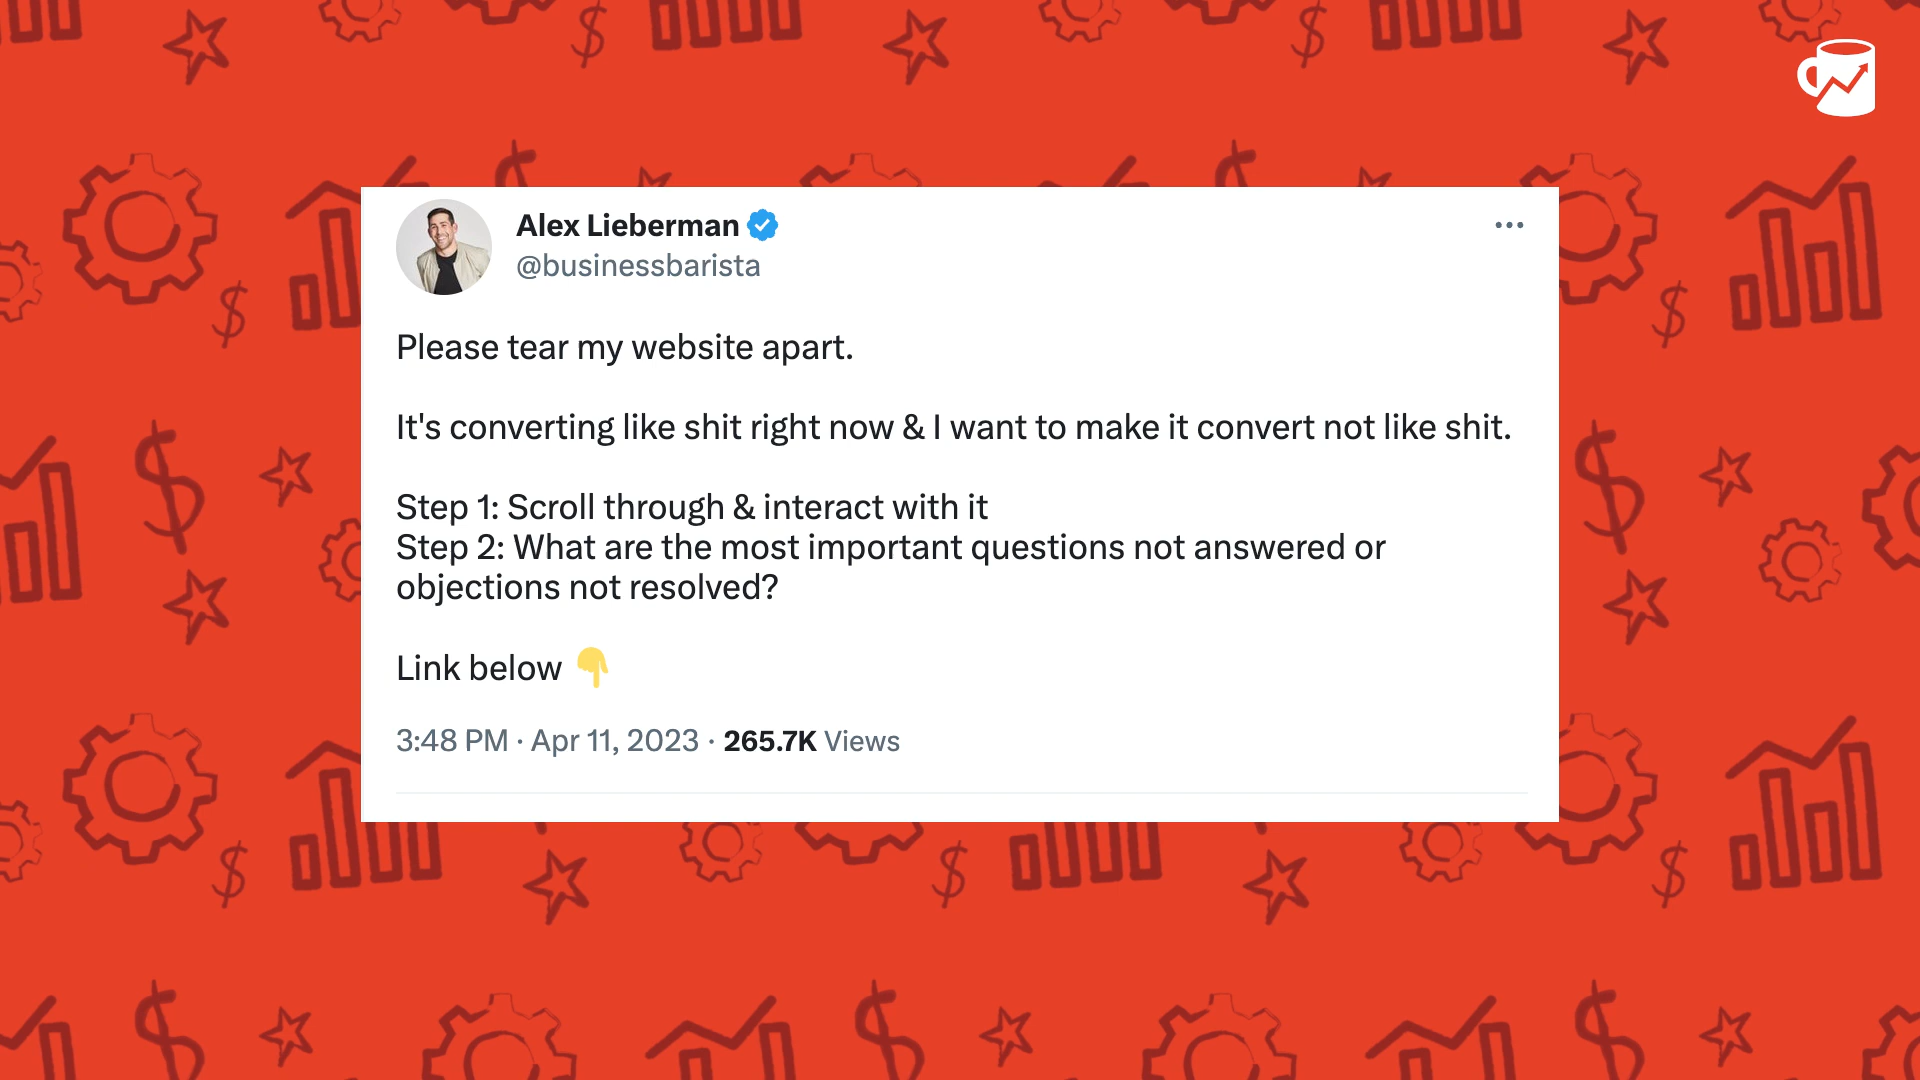 Alex Lieberman
@businessbarista
Please tear my website apart.
It's converting like shit right now & I want to make it convert not like shit.
Step 1: Scroll through & interact with it
Step 2: What are the most important questions not answered or
objections not resolved?
Link below 👇
3:48 PM · Apr 11, 2023 · 265.7K Views